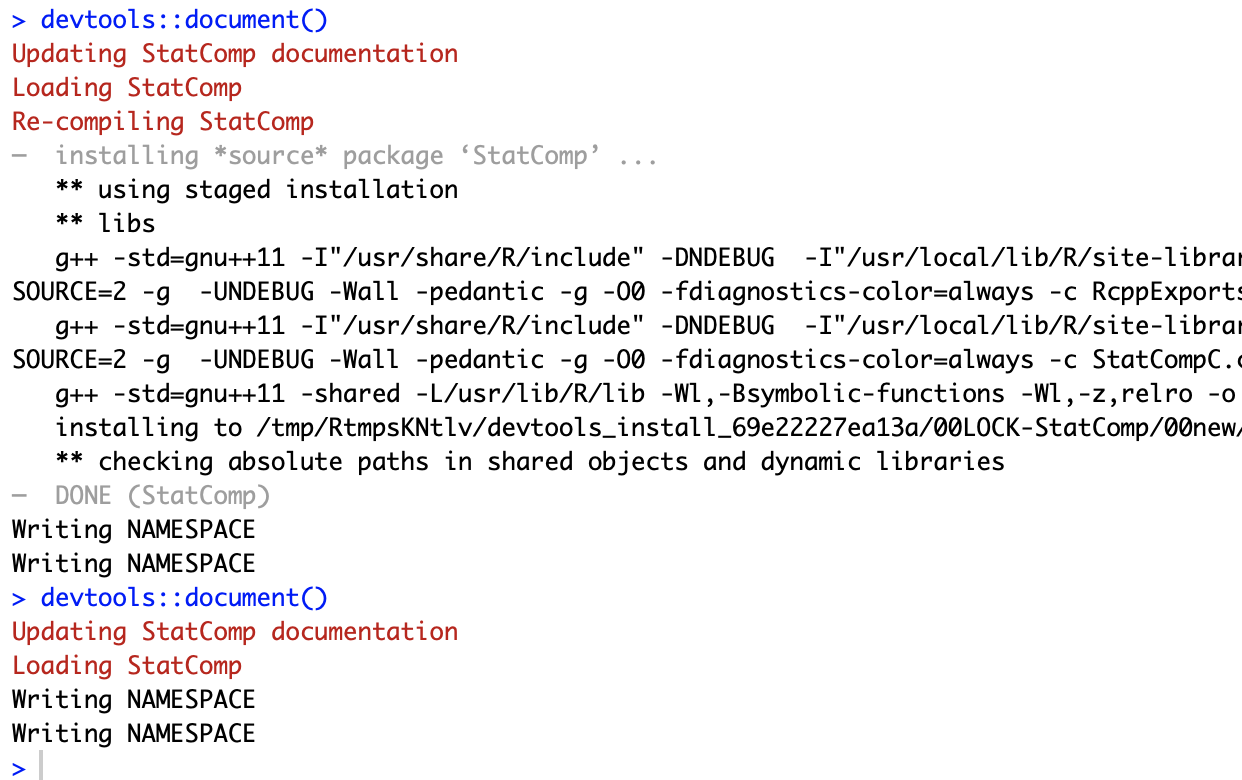 > devtools::document()
Updating StatComp documentation
Loading StatComp
Re-compiling StatComp
─  installing *source* package ‘StatComp’ ...
   ** using staged installation
   ** libs
   g++ -std=gnu++11 -I"/usr/share/R/include" -DNDEBUG  -I"/usr/local/lib/R/site-librar
SOURCE=2 -g  -UNDEBUG -Wall -pedantic -g -O0 -fdiagnostics-color=always -c RcppExports
   g++ -std=gnu++11 -I"/usr/share/R/include" -DNDEBUG  -I"/usr/local/lib/R/site-librar
SOURCE=2 -g  -UNDEBUG -Wall -pedantic -g -O0 -fdiagnostics-color=always -c StatCompC.c
   g++ -std=gnu++11 -shared -L/usr/lib/R/lib -Wl,-Bsymbolic-functions -Wl,-z,relro -o
   installing to /tmp/RtmpsKNtlv/devtools_install_69e22227ea13a/00LOCK-StatComp/00new/
   ** checking absolute paths in shared objects and dynamic libraries
─  DONE (StatComp)
Writing NAMESPACE
Writing NAMESPACE
> devtools::document()
Updating StatComp documentation
Loading StatComp
Writing NAMESPACE
Writing NAMESPACE
>